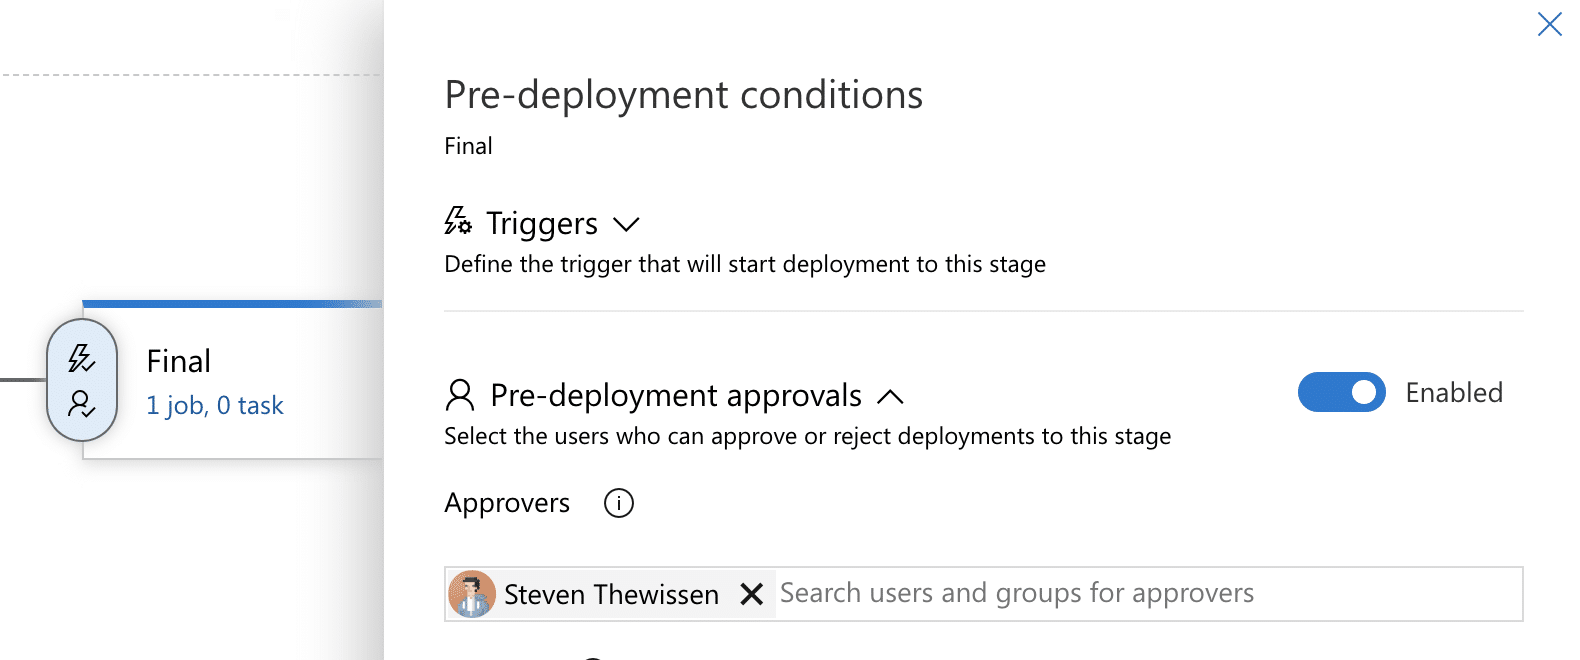 Pre-deployment conditions
Final
Triggers
Define the trigger that will start deployment to this stage
Final
1 job, 0 task
Pre-deployment approvals
Enabled
Select the users who can approve or reject deployments to this stage
Approvers
Steven Thewissen
Search users and groups for approvers